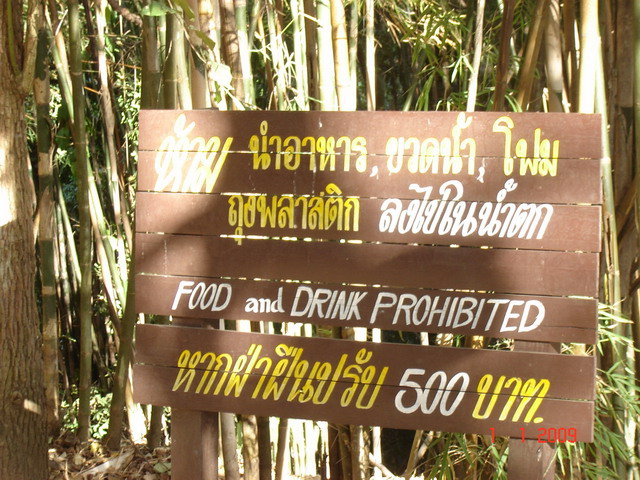 ห้าม นำอาหาร, ขวดน้ำ, โฟม
ถุงพลาสติก ลงไปในน้ำตก
FOOD and DRINK PROHIBITED
หากฝ่าฝืนปรับ 500 บาท.
1 1 2009